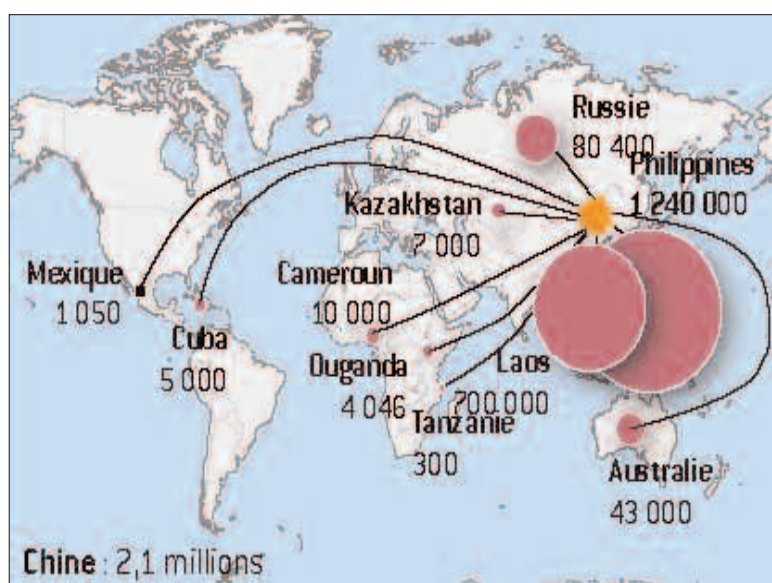 Russie
80 400
Philippines
1 240 000
Kazakhstan
7 000
Mexique
1 050
Cameroun
10 000
Cuba
5 000
Ouganda
4 046
Laos
700 000
Tanzanie
300
Australie
43 000
Chine : 2,1 millions